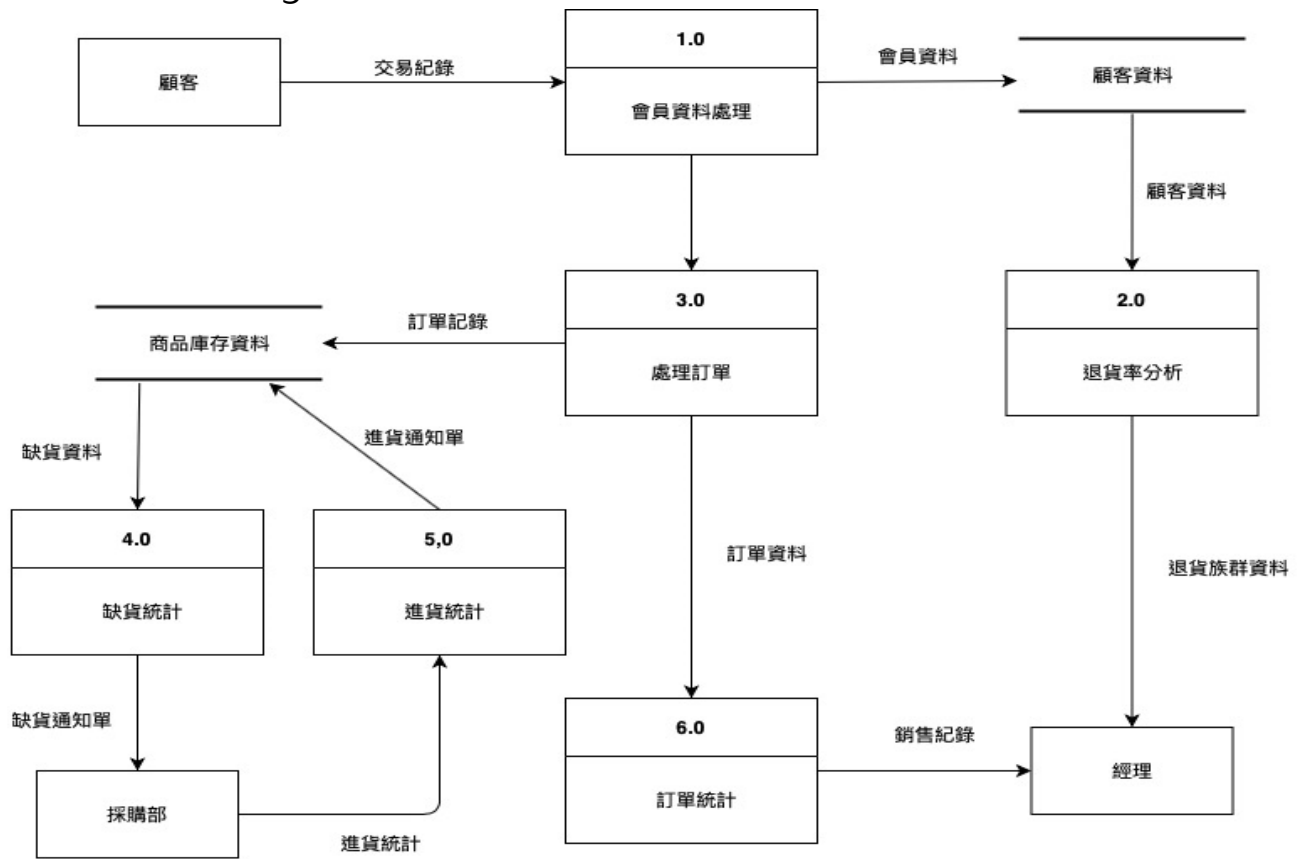 g
1.0
顧客
交易紀錄
會員資料處理
會員資料
顧客資料
顧客資料
3.0
2.0
商品庫存資料
訂單記錄
處理訂單
退貨率分析
缺貨資料
進貨通知單
4.0
5,0
缺貨統計
進貨統計
訂單資料
退貨族群資料
缺貨通知單
6.0
銷售紀錄
經理
訂單統計
採購部
進貨統計